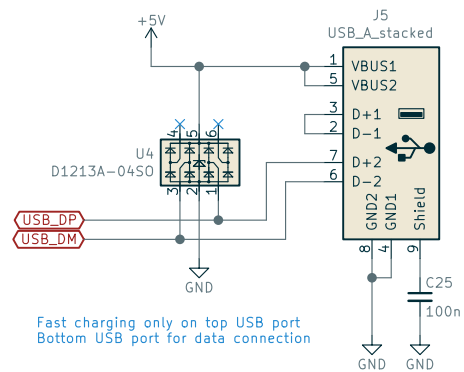 +5V
J5
USB_A_stacked
1
VBUS1
5
VBUS2
3
D+1
2
D-1
7
D+2
6
D-2
4
5
6
U4
D1213A-04SO
3
2
1
USB_DP
USB_DM
GND2
GND1
Shield
8
4
9
GND
C25
100n
Fast charging only on top USB port
Bottom USB port for data connection
GND
GND